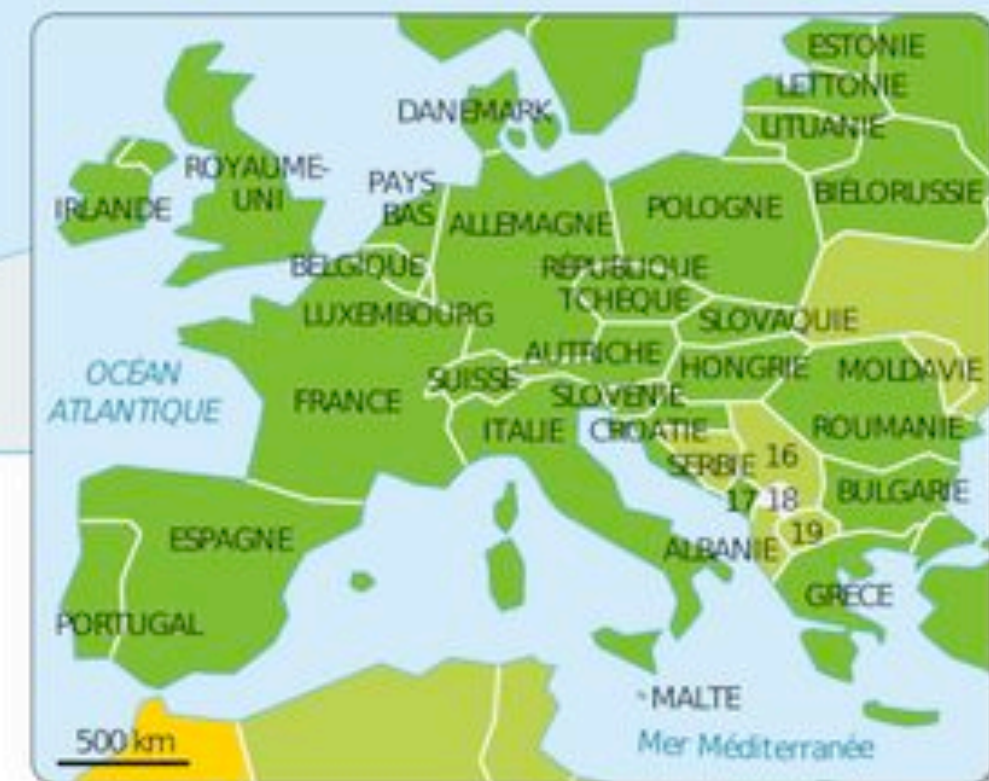 ESTONIE
LETTONIE
DANEMARK
LITUANIE
ROYAUME-
UNI
PAYS
BAS
IRLANDE
ALLEMAGNE
POLOGNE
BIÉLORUSSIE
BELGIQUE
RÉPUBLIQUE
TCHÈQUE
LUXEMBOURG
SLOVAQUIE
AUTRICHE
OCÉAN
ATLANTIQUE
SUISSE
HONGRIE
MOLDAVIE
FRANCE
SLOVÉNIE
ITALIE
CROATIE
ROUMANIE
SERBIE
16
17
18
BULGARIE
ESPAGNE
19
ALBANIE
GRÈCE
PORTUGAL
MALTE
500 km
Mer Méditerranée